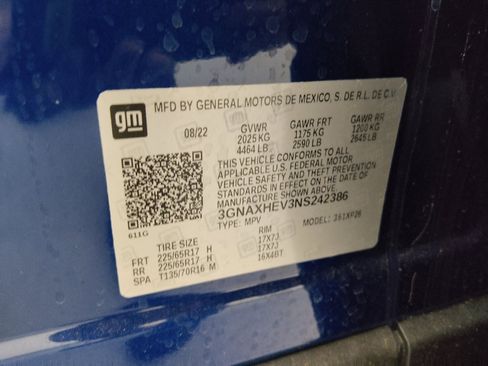 gm
MFD BY GENERAL MOTORS DE MEXICO, S. DE R.L. DE C.V.
08/22 GVWR GAWR FRT GAWR RR
2025 KG 1175 KG 1200 KG
4464 LB 2590 LB 2645 LB
THIS VEHICLE CONFORMS TO ALL
APPLICABLE U.S. FEDERAL MOTOR
VEHICLE SAFETY AND THEFT PREVENTION
STANDARDS IN EFFECT ON THE DATE OF
MANUFACTURE SHOWN ABOVE.
3GNAXHEV3NS242386
TYPE: MPV MODEL: 161XP26
611G
TIRE SIZE RIM
FRT 225/65R17 H 17X7J
RR 225/65R17 H 17X7J
SPA T135/70R16 M 16X4BT